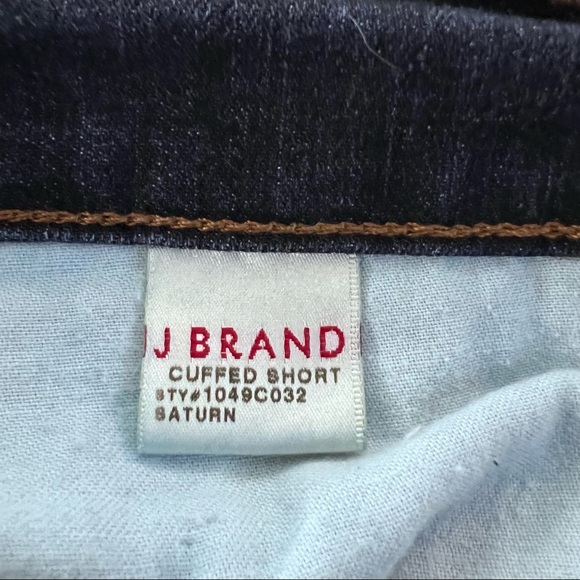 J BRAND
CUFFED SHORT
STY#1049C032
SATURN